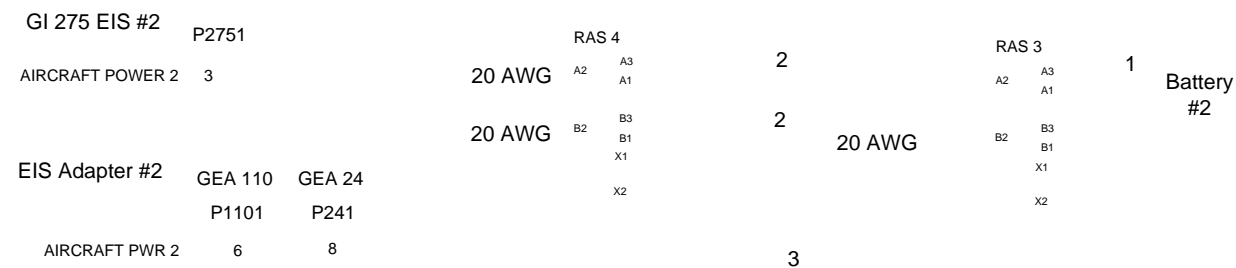 GI 275 EIS #2
P2751
AIRCRAFT POWER 2 3
20 AWG
RAS 4
A2
A3
A1
20 AWG
B2
B3
B1
X1
X2
2
2
20 AWG
RAS 3
A2
A3
A1
B2
B3
B1
X1
X2
1
Battery
#2
EIS Adapter #2
GEA 110 GEA 24
P1101 P241
AIRCRAFT PWR 2 6 8
3